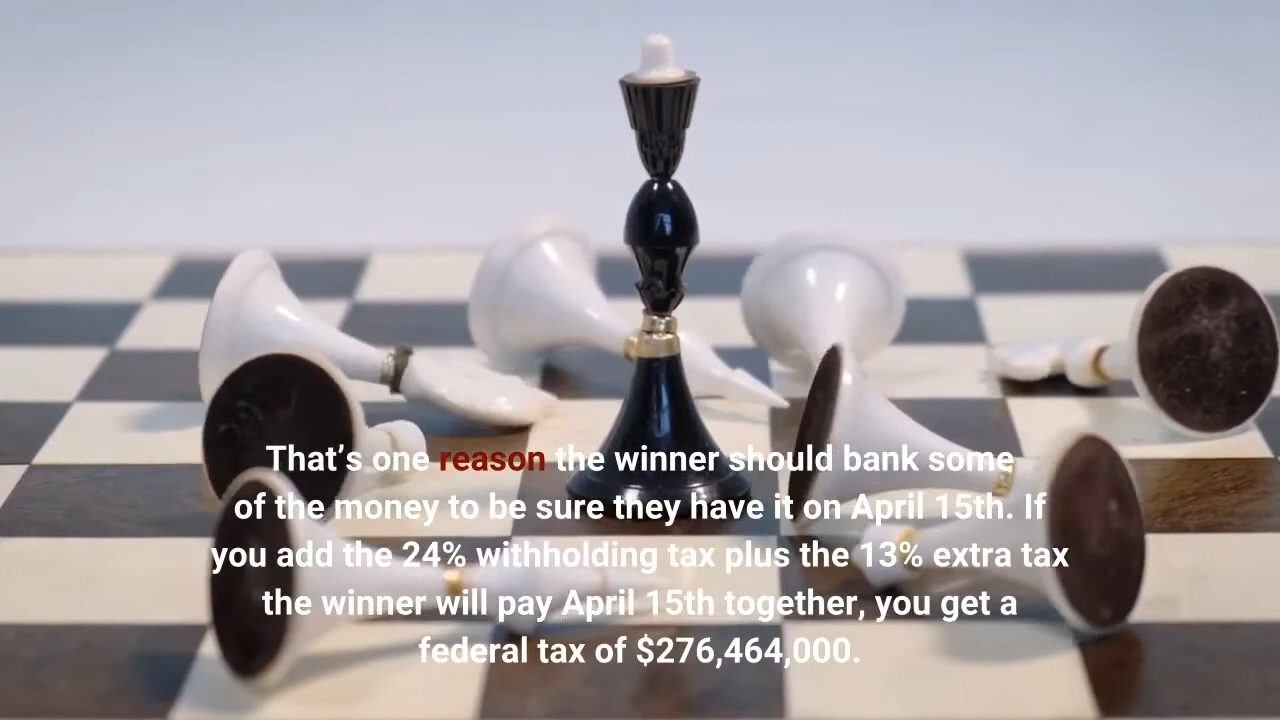 That’s one reason the winner should bank some
of the money to be sure they have it on April 15th. If
you add the 24% withholding tax plus the 13% extra tax
the winner will pay April 15th together, you get a
federal tax of $276,464,000.